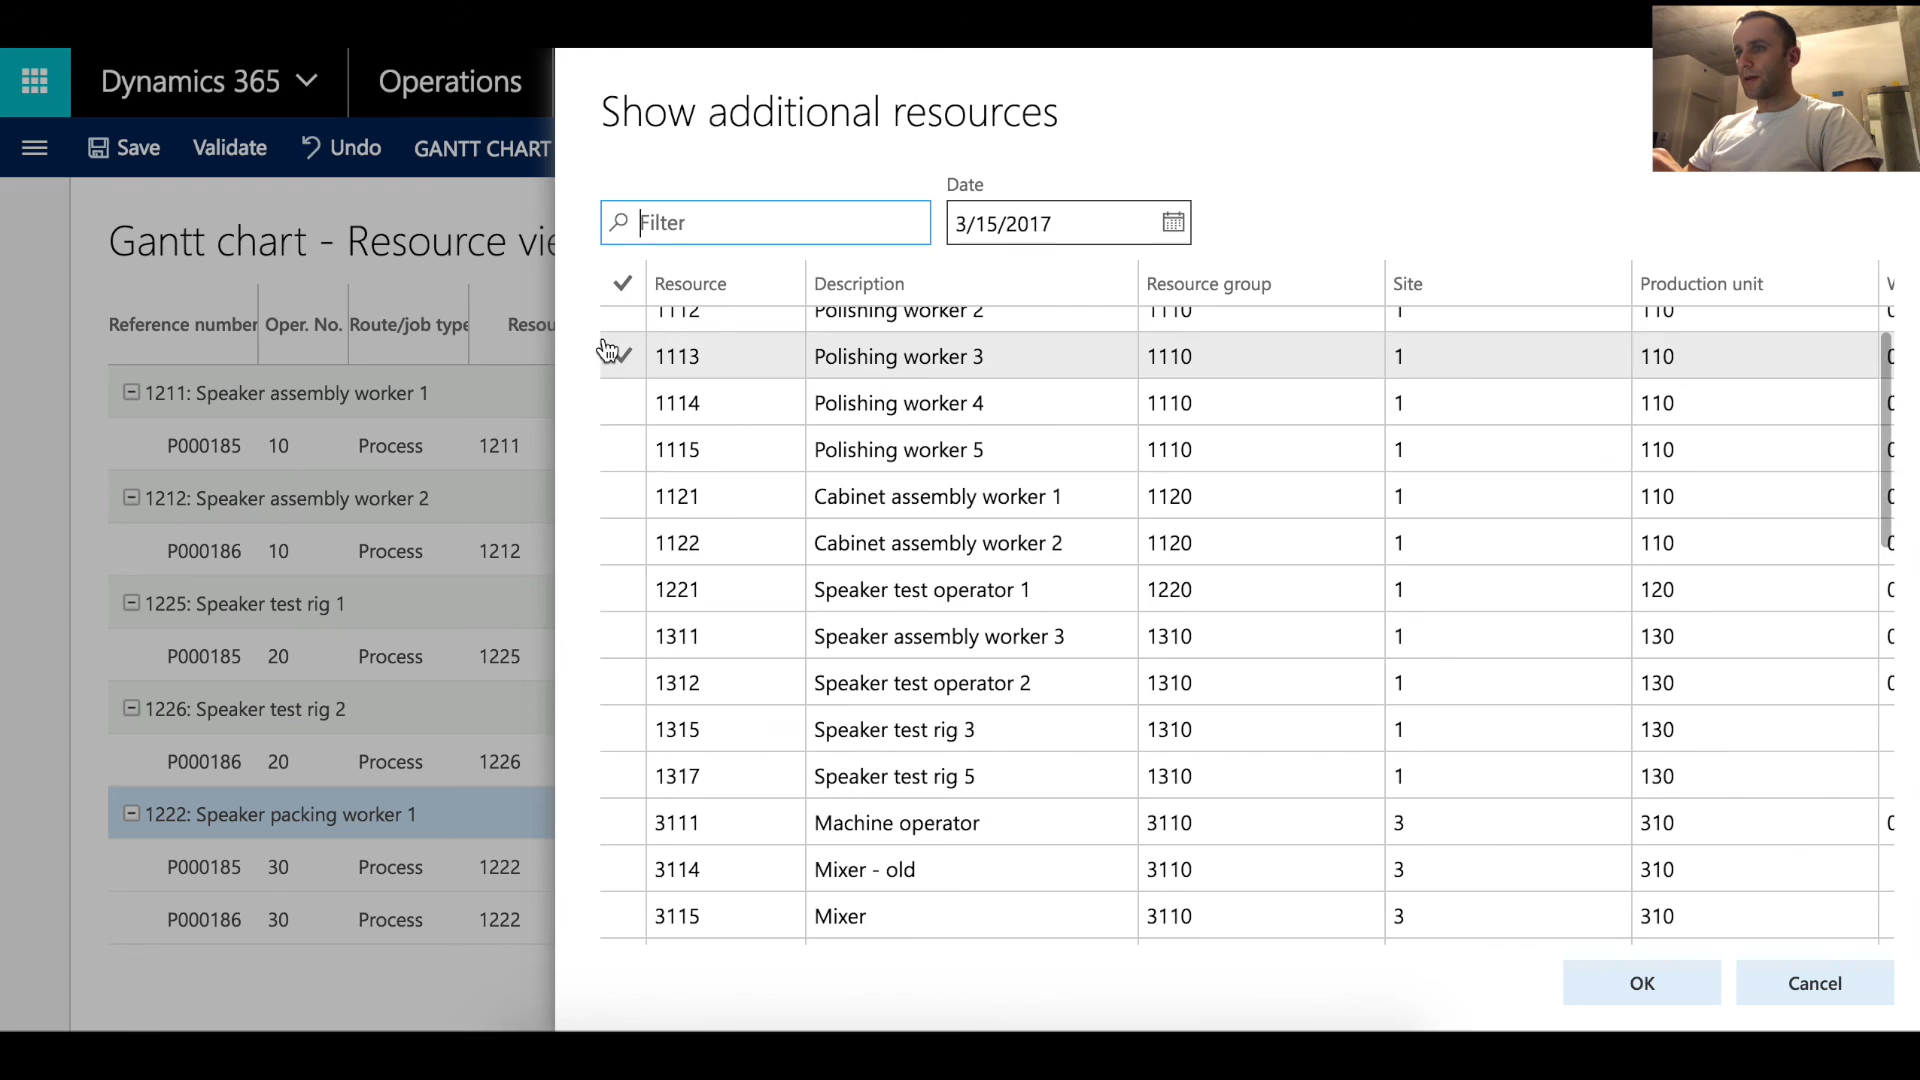 Dynamics 365 Operations
Save Validate Undo GANTT CHART
Gantt chart - Resource vie
Reference number Oper. No. Route/job type Resou
1211: Speaker assembly worker 1
P000185 10 Process 1211
1212: Speaker assembly worker 2
P000186 10 Process 1212
1225: Speaker test rig 1
P000185 20 Process 1225
1226: Speaker test rig 2
P000186 20 Process 1226
1222: Speaker packing worker 1
P000185 30 Process 1222
P000186 30 Process 1222
Show additional resources
Date
Filter 3/15/2017
Resource Description Resource group Site Production unit
1112 Polishing worker 2 1110 1 110
1113 Polishing worker 3 1110 1 110
1114 Polishing worker 4 1110 1 110
1115 Polishing worker 5 1110 1 110
1121 Cabinet assembly worker 1 1120 1 110
1122 Cabinet assembly worker 2 1120 1 110
1221 Speaker test operator 1 1220 1 120
1311 Speaker assembly worker 3 1310 1 130
1312 Speaker test operator 2 1310 1 130
1315 Speaker test rig 3 1310 1 130
1317 Speaker test rig 5 1310 1 130
3111 Machine operator 3110 3 310
3114 Mixer - old 3110 3 310
3115 Mixer 3110 3 310
OK Cancel